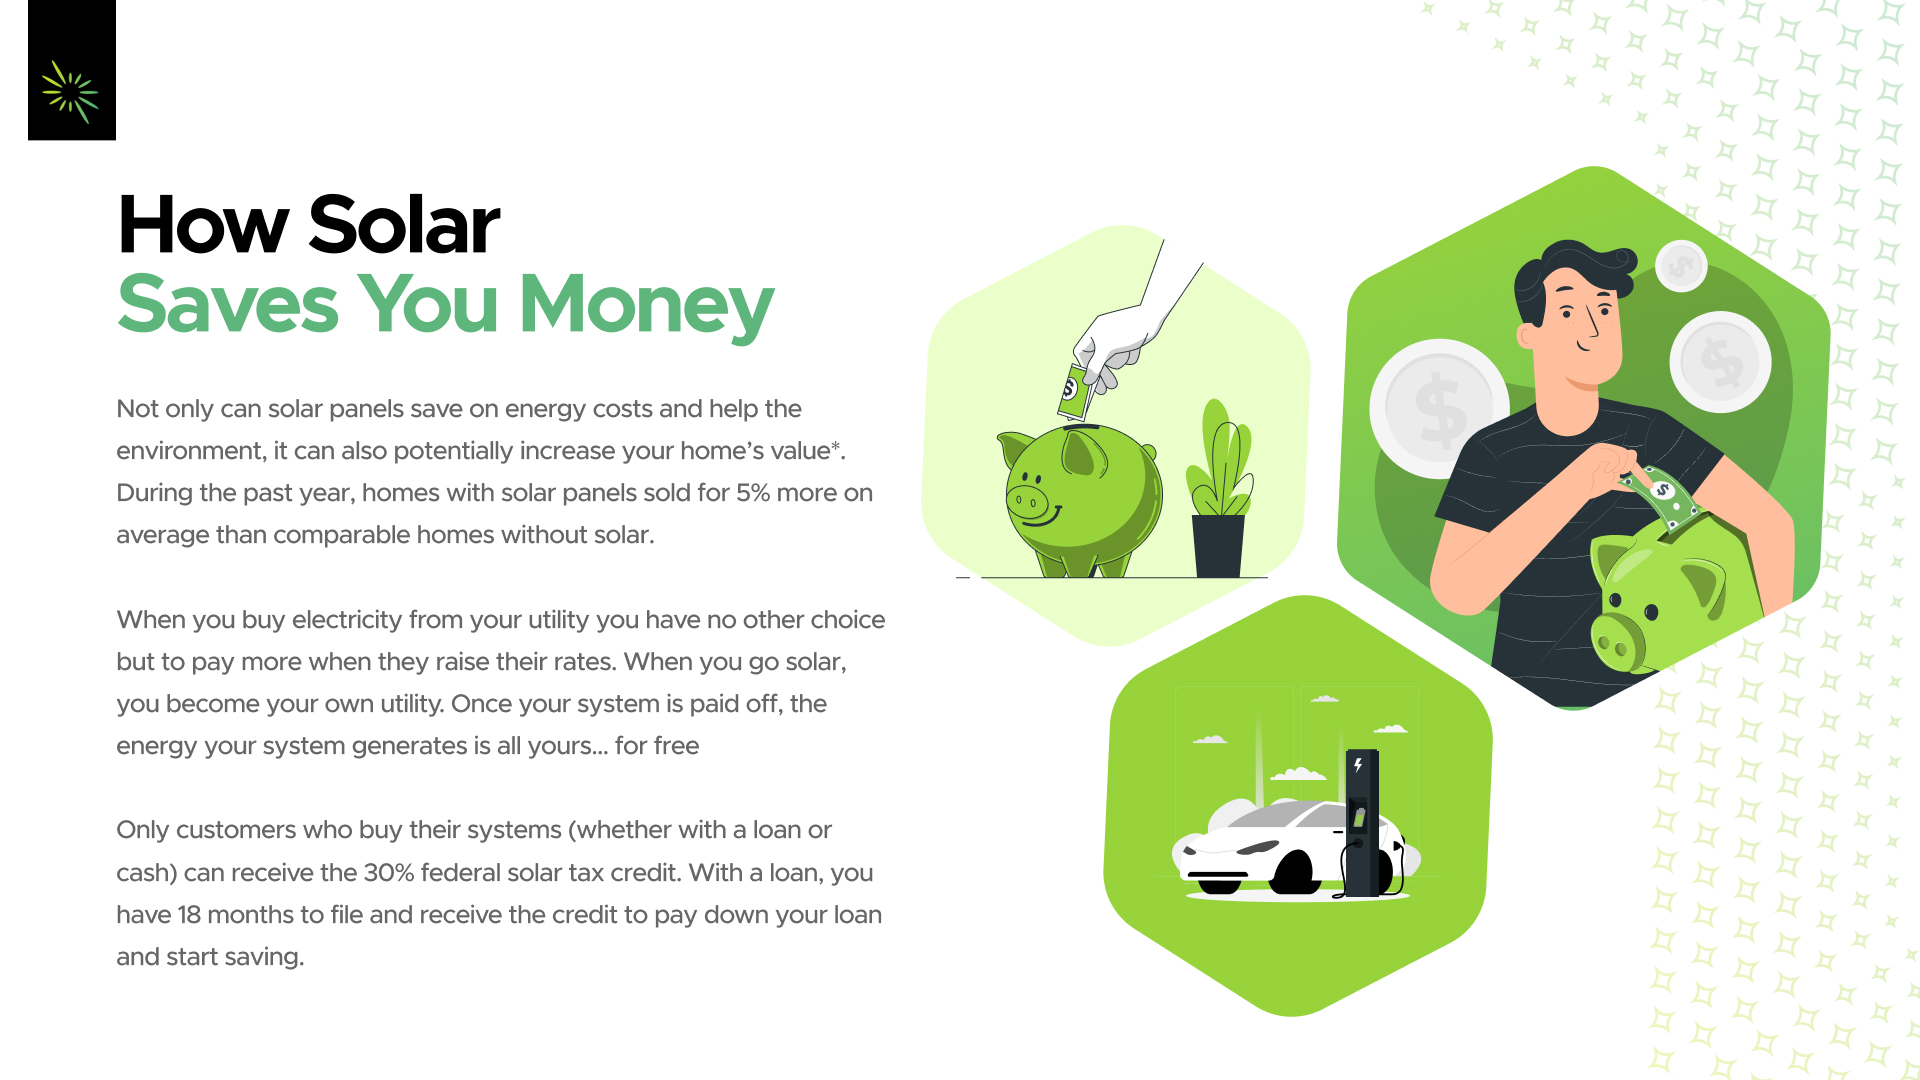 How Solar
Saves You Money
Not only can solar panels save on energy costs and help the
environment, it can also potentially increase your home’s value*.
During the past year, homes with solar panels sold for 5% more on
average than comparable homes without solar.
When you buy electricity from your utility you have no other choice
but to pay more when they raise their rates. When you go solar,
you become your own utility. Once your system is paid off, the
energy your system generates is all yours... for free
Only customers who buy their systems (whether with a loan or
cash) can receive the 30% federal solar tax credit. With a loan, you
have 18 months to file and receive the credit to pay down your loan
and start saving.